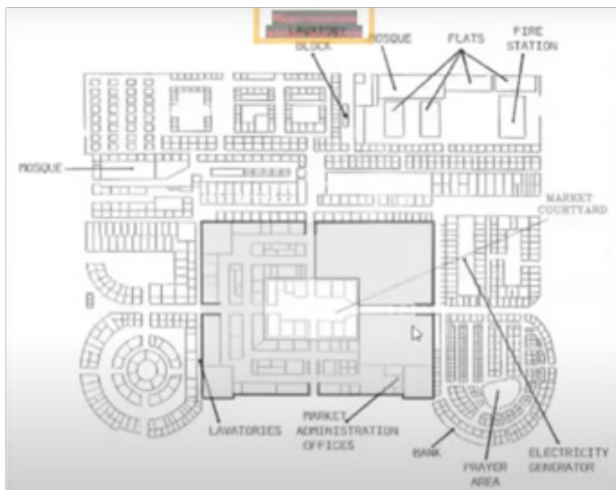 LAVATORY
BLOCK
MOSQUE
FLATS
FIRE
STATION
MOSQUE
MARKET
COURTYARD
LAVATORIES
MARKET
ADMINISTRATION
OFFICES
BANK
PRAYER
AREA
ELECTRICITY
GENERATOR